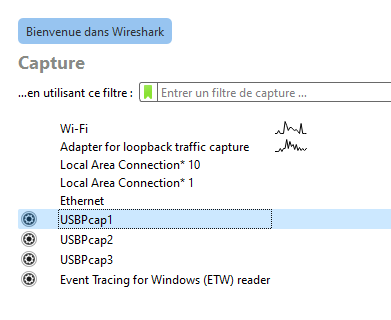 Bienvenue dans Wireshark
Capture
...en utilisant ce filtre : Entrer un filtre de capture ...
Wi-Fi
Adapter for loopback traffic capture
Local Area Connection* 10
Local Area Connection* 1
Ethernet
USBPcap1
USBPcap2
USBPcap3
Event Tracing for Windows (ETW) reader